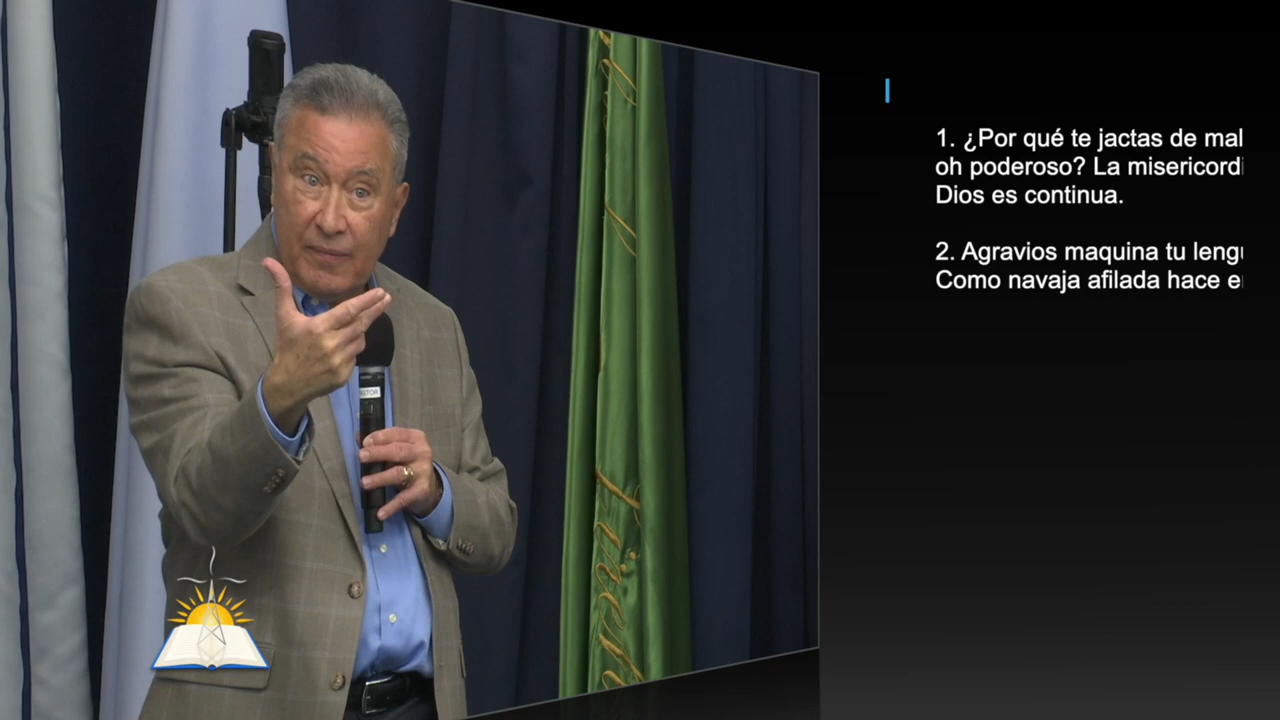 1. ¿Por qué te jactas de mal
oh poderoso? La misericordi
Dios es continua.
2. Agravios maquina tu leng
Como navaja afilada hace e